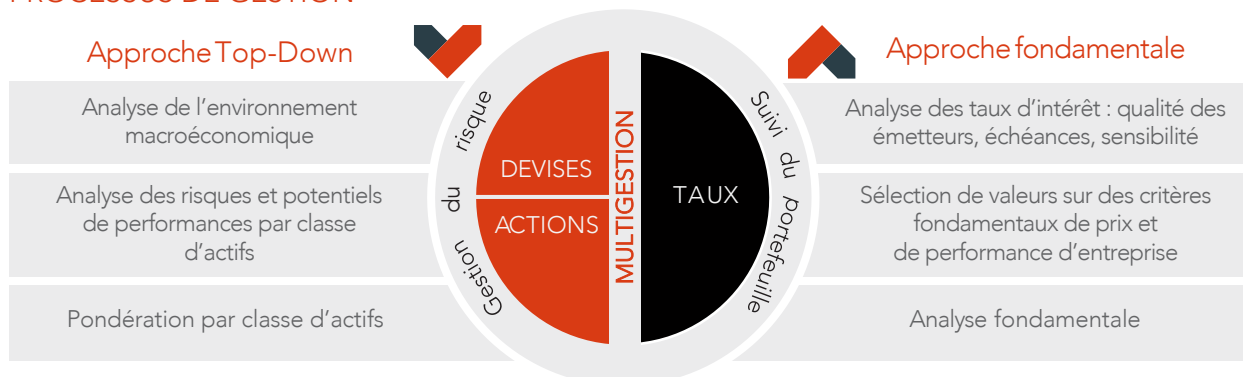 PROCESSUS DE GESTION
Approche Top-Down
Analyse de l'environnement
macroéconomique
Analyse des risques et potentiels
de performances par classe
d'actifs
Pondération par classe d'actifs
Gestion du risque
DEVISES
ACTIONS
MULTIGESTION
TAUX
Suivi du portefeuille
Approche fondamentale
Analyse des taux d'intérêt : qualité des
émetteurs, échéances, sensibilité
Sélection de valeurs sur des critères
fondamentaux de prix et
de performance d'entreprise
Analyse fondamentale